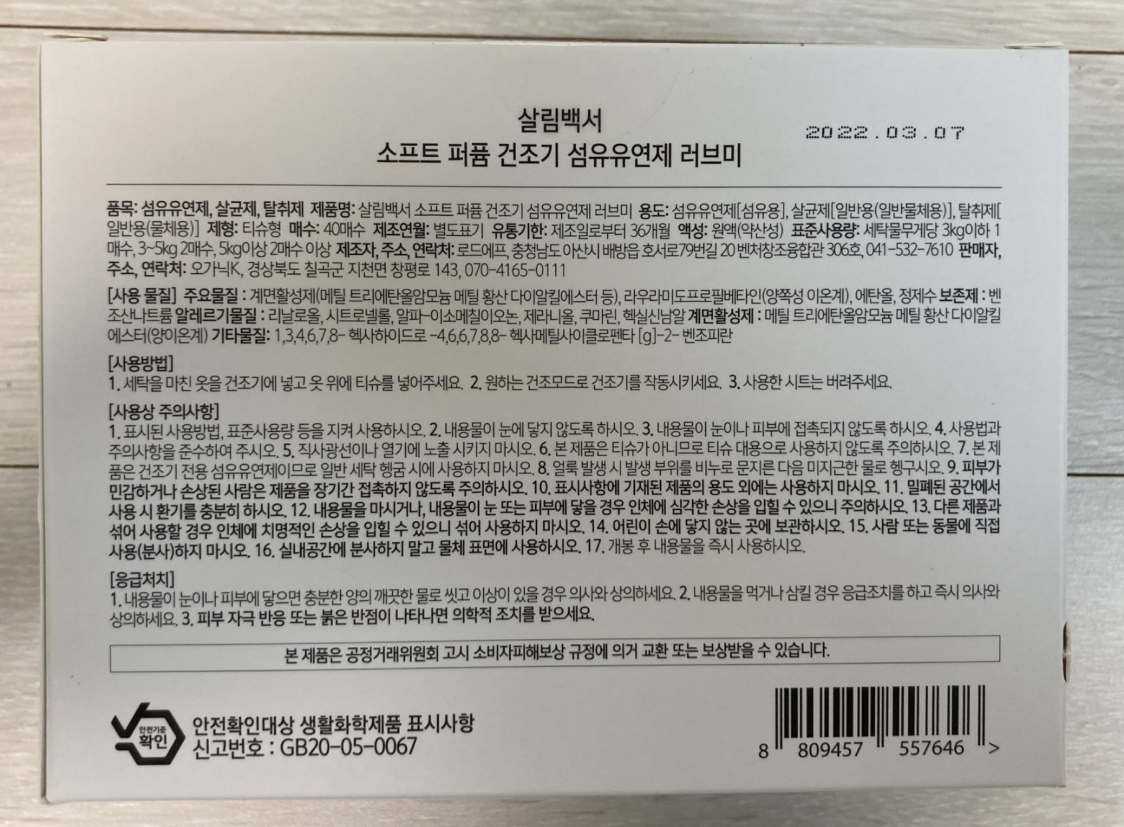 살림백서
2022.03.07
소프트 퍼퓸 건조기 섬유유연제 러브미
품목: 섬유유연제, 살균제, 탈취제 제품명: 살림백서 소프트 퍼퓸 건조기 섬유유연제 러브미 용도: 섬유유연제[섬유용], 살균제[일반용(일반물체용)], 탈취제[
일반용(물체용)] 제형: 티슈형 매수: 40매수 제조연월: 별도표기 유통기한: 제조일로부터 36개월 액성: 원액(약산성) 표준사용량: 세탁물무게당 3kg이하 1
매수, 3~5kg 2매수, 5kg이상 2매수 이상 제조자, 주소, 연락처: 로드에프, 충청남도 아산시 배방읍 호서로79번길 20 벤처창조융합관 306호, 041-532-7610 판매자,
주소, 연락처: 오가닉K, 경상북도 칠곡군 지천면 창평로 143, 070-4165-0111
[사용 물질] 주요물질 : 계면활성제(메틸 트리에탄올암모늄 메틸 황산 다이알킬에스터 등), 라우라미도프로필베타인(양쪽성 이온계), 에탄올, 정제수 보존제 : 벤
조산나트륨 알레르기물질 : 리날로올, 시트로넬롤, 알파-이소메칠이오논, 제라니올, 쿠마린, 헥실신남알 계면활성제 : 메틸 트리에탄올암모늄 메틸 황산 다이알킬
에스터(양이온계) 기타물질: 1,3,4,6,7,8- 헥사하이드로 -4,6,6,7,8,8- 헥사메틸사이클로펜타 [g]-2- 벤조피란
[사용방법]
1. 세탁을 마친 옷을 건조기에 넣고 옷 위에 티슈를 넣어주세요. 2. 원하는 건조모드로 건조기를 작동시키세요. 3. 사용한 시트는 버려주세요.
[사용상 주의사항]
1. 표시된 사용방법, 표준사용량 등을 지켜 사용하시오. 2. 내용물이 눈에 닿지 않도록 하시오. 3. 내용물이 눈이나 피부에 접촉되지 않도록 하시오. 4. 사용법과
주의사항을 준수하여 주시오. 5. 직사광선이나 열기에 노출 시키지 마시오. 6. 본 제품은 티슈가 아니므로 티슈 대용으로 사용하지 않도록 주의하시오. 7. 본 제
품은 건조기 전용 섬유유연제이므로 일반 세탁 헹굼 시에 사용하지 마시오. 8. 얼룩 발생 시 발생 부위를 비누로 문지른 다음 미지근한 물로 헹구시오. 9. 피부가
민감하거나 손상된 사람은 제품을 장기간 접촉하지 않도록 주의하시오. 10. 표시사항에 기재된 제품의 용도 외에는 사용하지 마시오. 11. 밀폐된 공간에서
사용 시 환기를 충분히 하시오. 12. 내용물을 마시거나, 내용물이 눈 또는 피부에 닿을 경우 인체에 심각한 손상을 입힐 수 있으니 주의하시오. 13. 다른 제품과
섞어 사용할 경우 인체에 치명적인 손상을 입힐 수 있으니 섞어 사용하지 마시오. 14. 어린이 손에 닿지 않는 곳에 보관하시오. 15. 사람 또는 동물에 직접
사용(분사)하지 마시오. 16. 실내공간에 분사하지 말고 물체 표면에 사용하시오. 17. 개봉 후 내용물을 즉시 사용하시오.
[응급처치]
1. 내용물이 눈이나 피부에 닿으면 충분한 양의 깨끗한 물로 씻고 이상이 있을 경우 의사와 상의하세요. 2. 내용물을 먹거나 삼킬 경우 응급조치를 하고 즉시 의사와
상의하세요. 3. 피부 자극 반응 또는 붉은 반점이 나타나면 의학적 조치를 받으세요.
본 제품은 공정거래위원회 고시 소비자피해보상 규정에 의거 교환 또는 보상받을 수 있습니다.
안전기준
확인
안전확인대상 생활화학제품 표시사항
신고번호 : GB20-05-0067
8 809457 557646 >